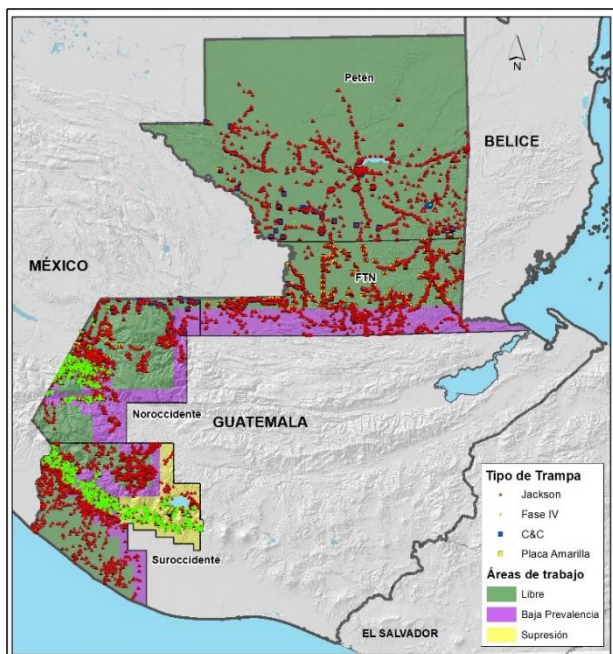 N
Petén
BELICE
MÉXICO
FTN
Noroccidente
GUATEMALA
Suroccidente
EL SALVADOR
Tipo de Trampa
Jackson
Fase IV
C&C
Placa Amarilla
Áreas de trabajo
Libre
Baja Prevalencia
Supresión